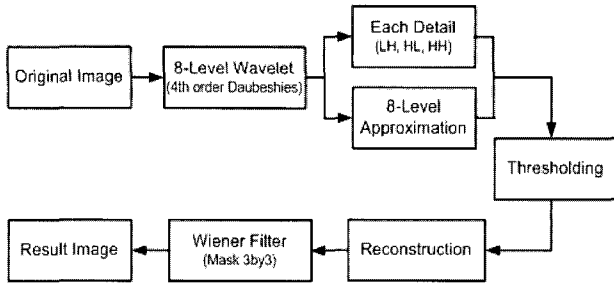 Original Image
8-Level Wavelet
(4th order Daubeshies)
Each Detail
(LH, HL, HH)
8-Level
Approximation
Thresholding
Reconstruction
Wiener Filter
(Mask 3by3)
Result Image